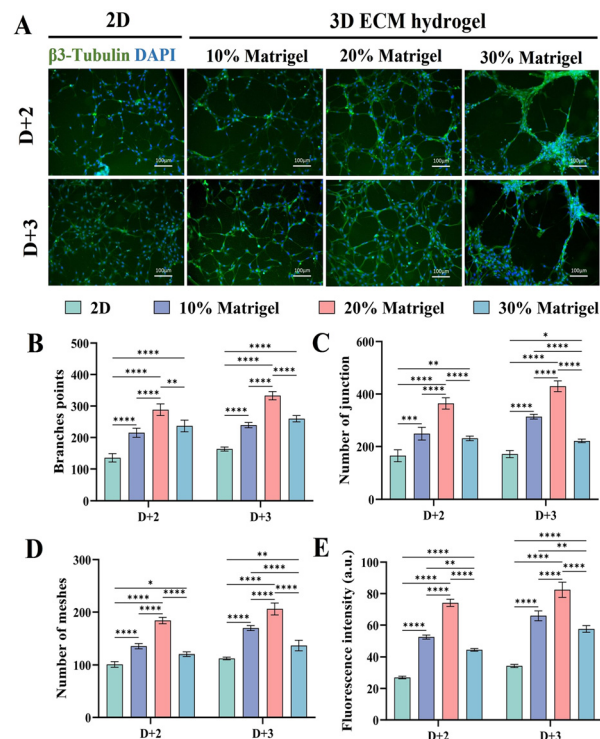 A
2D
3D ECM hydrogel
β3-Tubulin DAPI
10% Matrigel
20% Matrigel
30% Matrigel
D+2
100μm
100μm
100μm
100μm
D+3
100μm
100μm
100μm
100μm
2D
10% Matrigel
20% Matrigel
30% Matrigel
B
Branches points
500
400
300
200
100
0
****
****
**** **
****
****
****
**** ****
****
D+2
D+3
C
Number of junction
600
400
200
0
**
****
**** ****
***
*
****
****
**** ****
****
D+2
D+3
D
Number of meshes
300
200
100
0
*
****
**** ****
****
**
****
****
**** ****
****
D+2
D+3
E
Fluorescence intensity (a.u.)
100
80
60
40
20
0
****
**
****
**** ****
****
****
**
****
**** ****
****
D+2
D+3